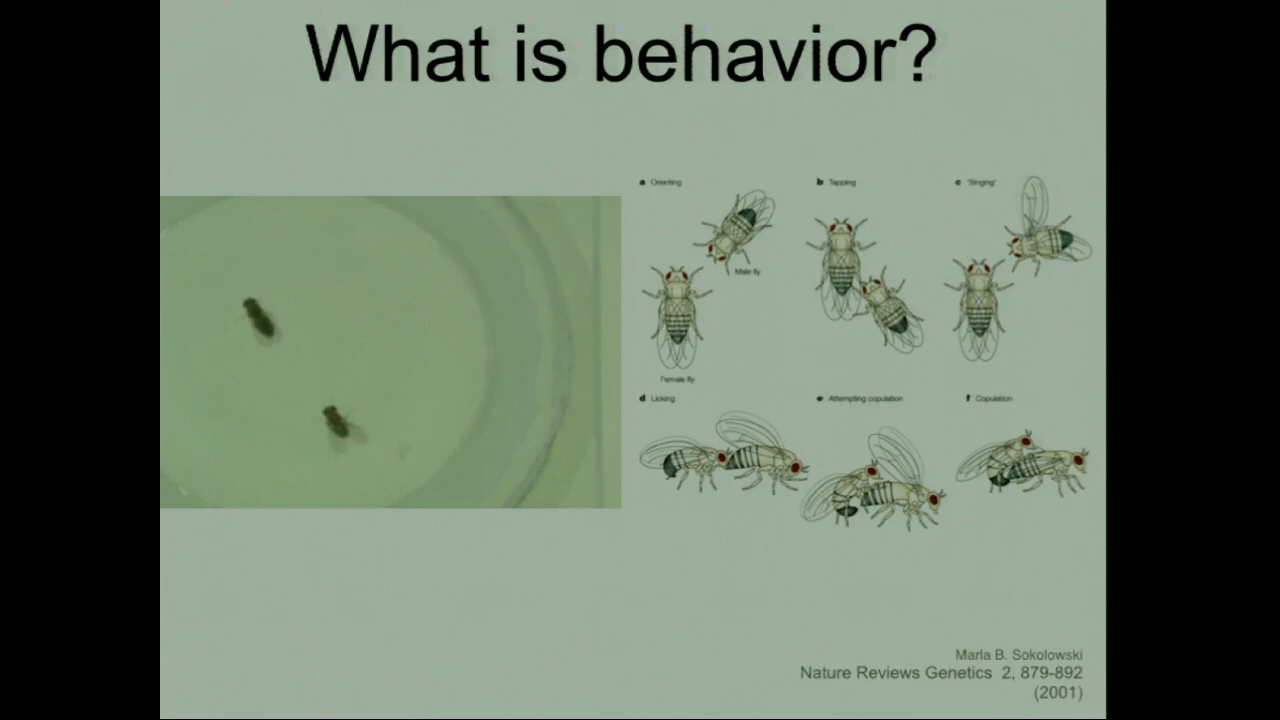 What is behavior?
a Orienting
b Tapping
c 'Singing'
Male fly
Female fly
d Licking
e Attempting copulation
f Copulation
Marla B. Sokolowski
Nature Reviews Genetics 2, 879-892
(2001)